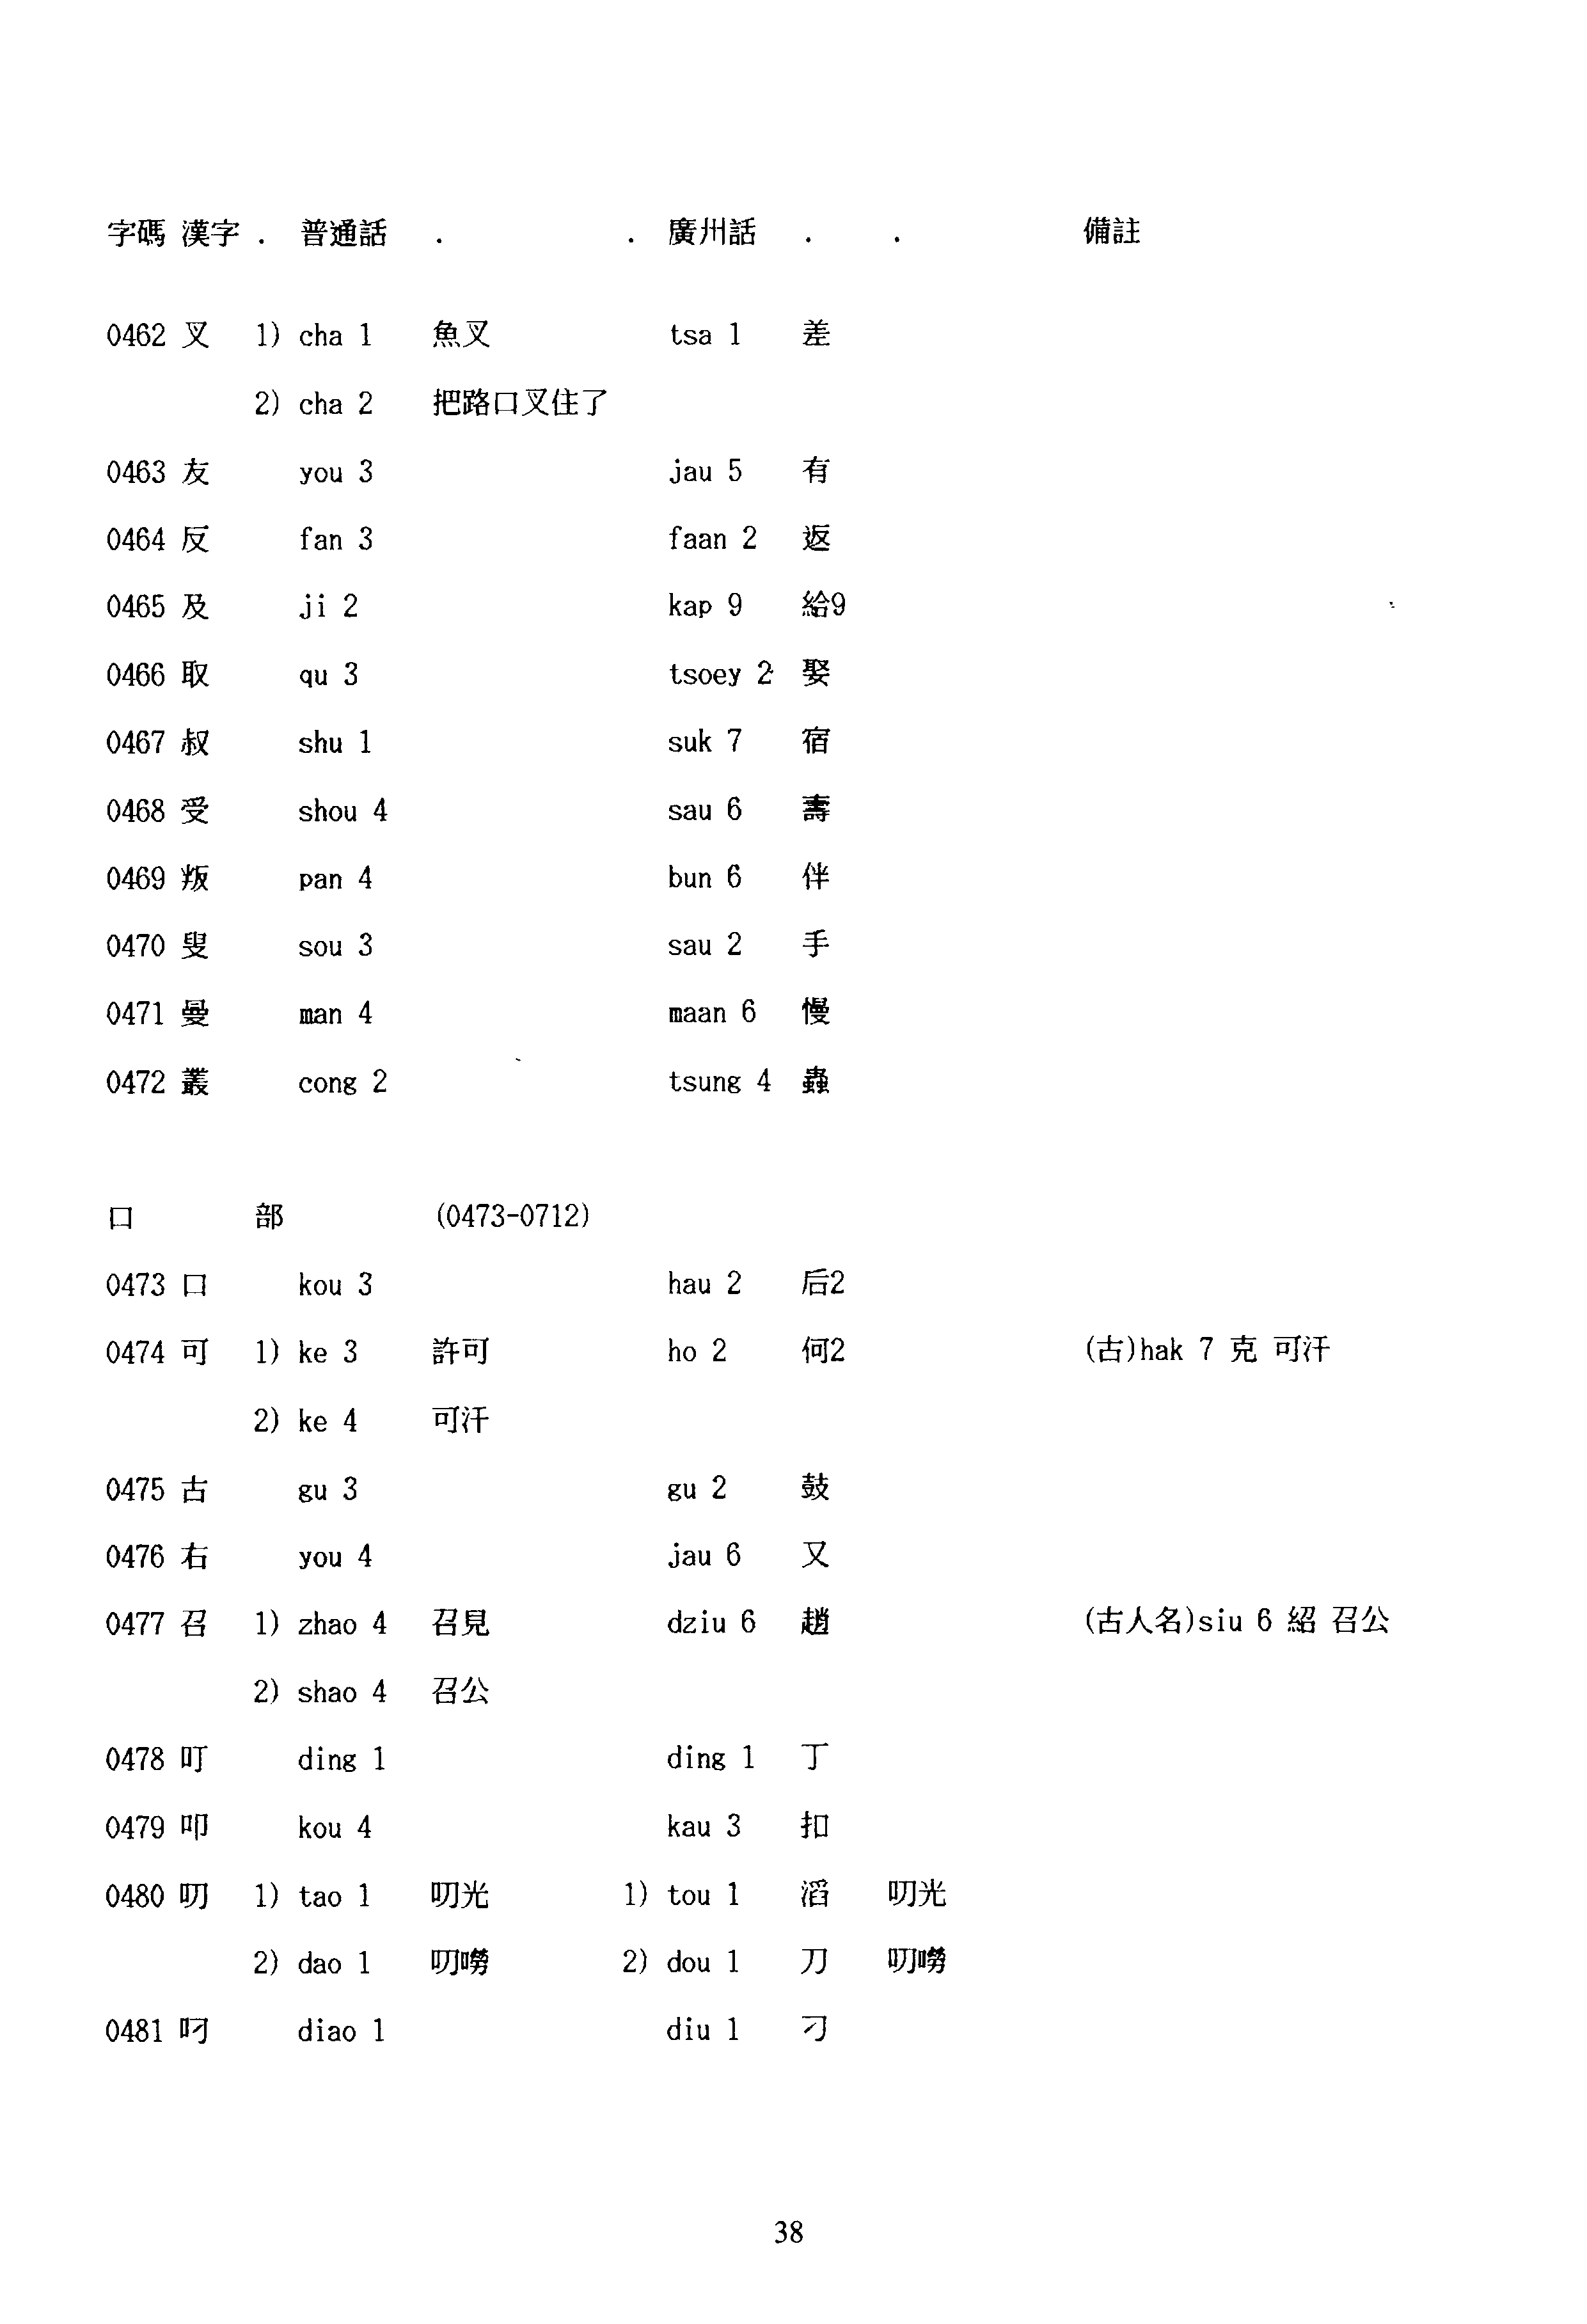 字碼 漢字 . 普通話 . . 廣州話 . . 備註
0462 叉 1) cha 1 魚叉 tsa 1 差
2) cha 2 把路口叉住了
0463 友 you 3 jau 5 有
0464 反 fan 3 faan 2 返
0465 及 ji 2 kap 9 給9
0466 取 qu 3 tsoey 2 娶
0467 叔 shu 1 suk 7 宿
0468 受 shou 4 sau 6 壽
0469 叛 pan 4 bun 6 伴
0470 叟 sou 3 sau 2 手
0471 曼 man 4 maan 6 慢
0472 叢 cong 2 tsung 4 蟲
口 部 (0473-0712)
0473 口 kou 3 hau 2 后2
0474 可 1) ke 3 許可 ho 2 何2 (古)hak 7 克 可汗
2) ke 4 可汗
0475 古 gu 3 gu 2 鼓
0476 右 you 4 jau 6 又
0477 召 1) zhao 4 召見 dziu 6 趙 (古人名)siu 6 紹 召公
2) shao 4 召公
0478 叮 ding 1 ding 1 丁
0479 叩 kou 4 kau 3 扣
0480 叨 1) tao 1 叨光 1) tou 1 滔 叨光
2) dao 1 叨嘮 2) dou 1 刀 叨嘮
0481 叼 diao 1 diu 1 刁
38